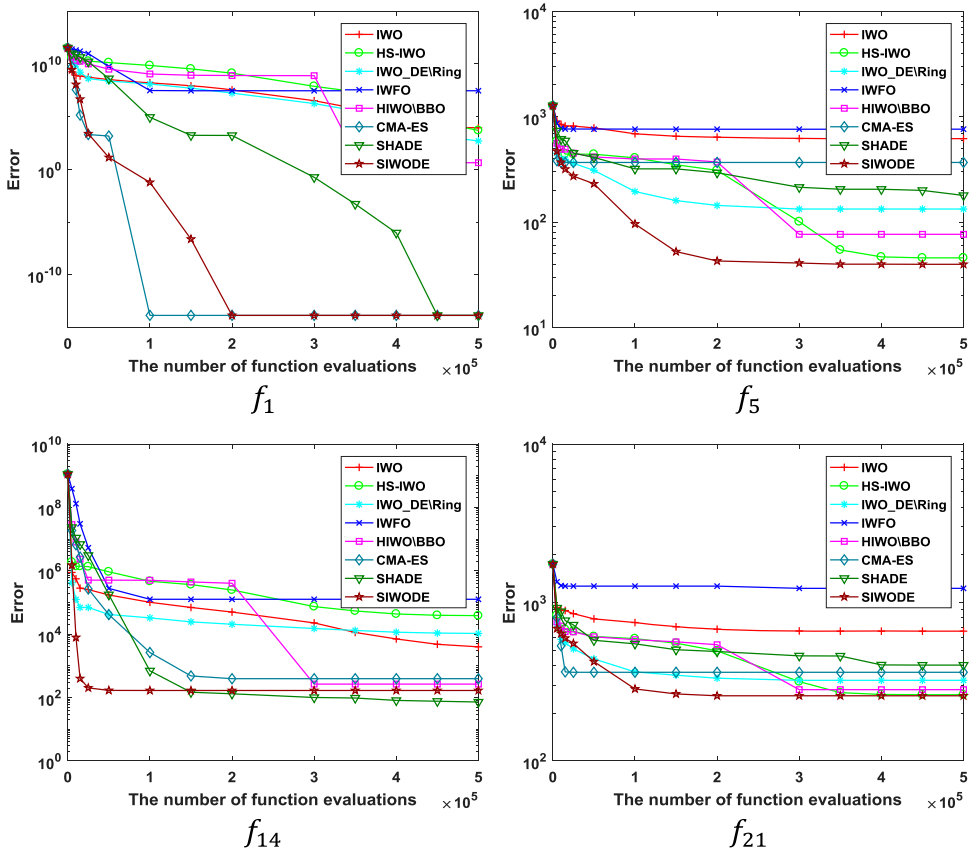 10^10
10^0
10^-10
Error
0 1 2 3 4 5
The number of function evaluations
×10^5
IWO
HS-IWO
IWO_DE\Ring
IWFO
HIWO\BBO
CMA-ES
SHADE
SIWODE
f_1
10^4
10^3
10^2
10^1
Error
0 1 2 3 4 5
The number of function evaluations
×10^5
IWO
HS-IWO
IWO_DE\Ring
IWFO
HIWO\BBO
CMA-ES
SHADE
SIWODE
f_5
10^10
10^8
10^6
10^4
10^2
10^0
Error
0 1 2 3 4 5
The number of function evaluations
×10^5
IWO
HS-IWO
IWO_DE\Ring
IWFO
HIWO\BBO
CMA-ES
SHADE
SIWODE
f_14
10^4
10^3
10^2
Error
0 1 2 3 4 5
The number of function evaluations
×10^5
IWO
HS-IWO
IWO_DE\Ring
IWFO
HIWO\BBO
CMA-ES
SHADE
SIWODE
f_21